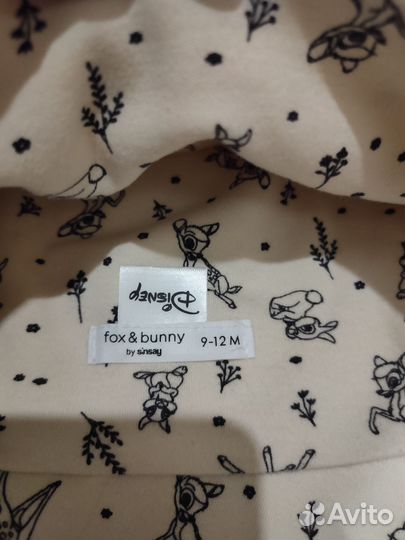 Disney
fox & bunny
9-12 M
by sinsay
Avito